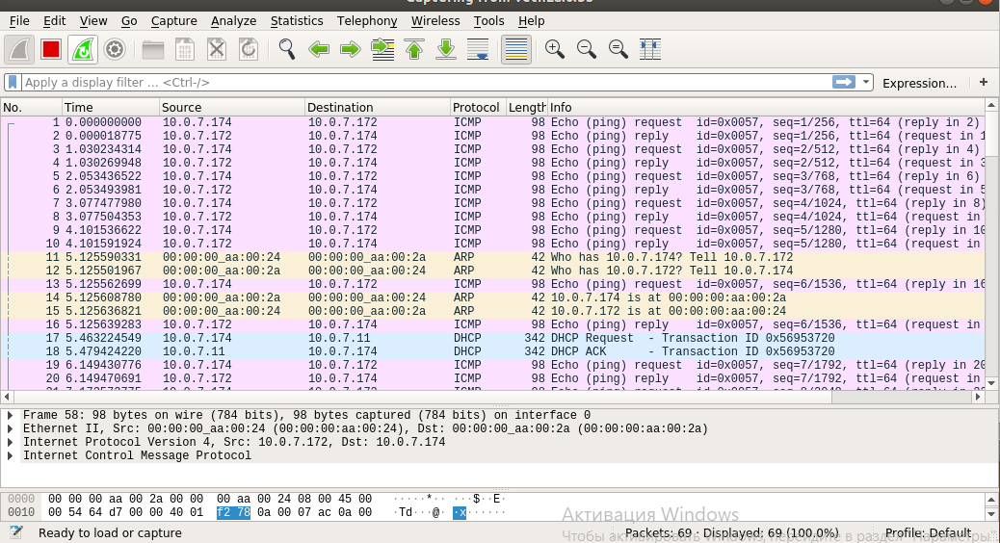 File Edit View Go Capture Analyze Statistics Telephony Wireless Tools Help
Apply a display filter ... <Ctrl-/> Expression... +
No. Time Source Destination Protocol Length Info
1 0.000000000 10.0.7.174 10.0.7.172 ICMP 98 Echo (ping) request id=0x0057, seq=1/256, ttl=64 (reply in 2)
2 0.000018775 10.0.7.172 10.0.7.174 ICMP 98 Echo (ping) reply id=0x0057, seq=1/256, ttl=64 (request in 1
3 1.030234314 10.0.7.174 10.0.7.172 ICMP 98 Echo (ping) request id=0x0057, seq=2/512, ttl=64 (reply in 4)
4 1.030269948 10.0.7.172 10.0.7.174 ICMP 98 Echo (ping) reply id=0x0057, seq=2/512, ttl=64 (request in 3
5 2.053436522 10.0.7.174 10.0.7.172 ICMP 98 Echo (ping) request id=0x0057, seq=3/768, ttl=64 (reply in 6)
6 2.053493981 10.0.7.172 10.0.7.174 ICMP 98 Echo (ping) reply id=0x0057, seq=3/768, ttl=64 (request in 5
7 3.077477980 10.0.7.174 10.0.7.172 ICMP 98 Echo (ping) request id=0x0057, seq=4/1024, ttl=64 (reply in 8)
8 3.077504353 10.0.7.172 10.0.7.174 ICMP 98 Echo (ping) reply id=0x0057, seq=4/1024, ttl=64 (request in
9 4.101536622 10.0.7.174 10.0.7.172 ICMP 98 Echo (ping) request id=0x0057, seq=5/1280, ttl=64 (reply in 10
10 4.101591924 10.0.7.172 10.0.7.174 ICMP 98 Echo (ping) reply id=0x0057, seq=5/1280, ttl=64 (request in
11 5.125590331 00:00:00_aa:00:24 00:00:00_aa:00:2a ARP 42 Who has 10.0.7.174? Tell 10.0.7.172
12 5.125501967 00:00:00_aa:00:2a 00:00:00_aa:00:24 ARP 42 Who has 10.0.7.172? Tell 10.0.7.174
13 5.125562699 10.0.7.174 10.0.7.172 ICMP 98 Echo (ping) request id=0x0057, seq=6/1536, ttl=64 (reply in 16
14 5.125608780 00:00:00_aa:00:2a 00:00:00_aa:00:24 ARP 42 10.0.7.174 is at 00:00:00:aa:00:2a
15 5.125636821 00:00:00_aa:00:24 00:00:00_aa:00:2a ARP 42 10.0.7.172 is at 00:00:00:aa:00:24
16 5.125639283 10.0.7.172 10.0.7.174 ICMP 98 Echo (ping) reply id=0x0057, seq=6/1536, ttl=64 (request in
17 5.463224549 10.0.7.174 10.0.7.11 DHCP 342 DHCP Request - Transaction ID 0x56953720
18 5.479424220 10.0.7.11 10.0.7.174 DHCP 342 DHCP ACK - Transaction ID 0x56953720
19 6.149430776 10.0.7.174 10.0.7.172 ICMP 98 Echo (ping) request id=0x0057, seq=7/1792, ttl=64 (reply in 20
20 6.149470691 10.0.7.172 10.0.7.174 ICMP 98 Echo (ping) reply id=0x0057, seq=7/1792, ttl=64 (request in
Frame 58: 98 bytes on wire (784 bits), 98 bytes captured (784 bits) on interface 0
Ethernet II, Src: 00:00:00_aa:00:24 (00:00:00:aa:00:24), Dst: 00:00:00_aa:00:2a (00:00:00:aa:00:2a)
Internet Protocol Version 4, Src: 10.0.7.172, Dst: 10.0.7.174
Internet Control Message Protocol
0000 00 00 00 aa 00 2a 00 00 00 aa 00 24 08 00 45 00 ·····*·· ···$··E·
0010 00 54 64 d7 00 00 40 01 f2 78 0a 00 07 ac 0a 00 ·Td···@· ·x······
Активация Windows
Чтобы активировать Windows, перейдите в раздел "Параметры
Ready to load or capture Packets: 69 · Displayed: 69 (100.0%) Profile: Default